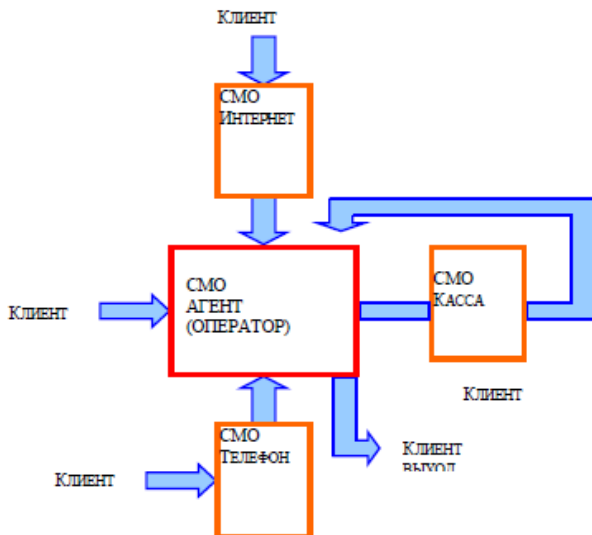 Клиент
СМО
Интернет
СМО
Агент
(оператор)
СМО
Касса
Клиент
Клиент
СМО
Телефон
Клиент
выход
Клиент